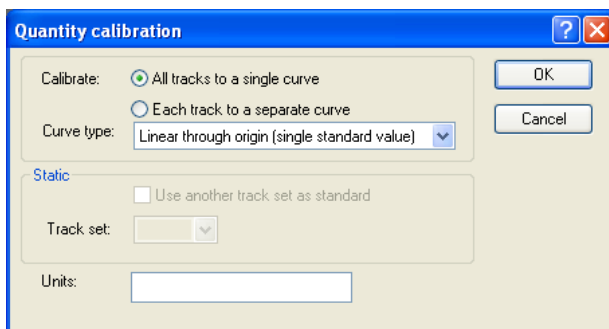 Quantity calibration
Calibrate: All tracks to a single curve
OK
Each track to a separate curve
Cancel
Curve type: Linear through origin (single standard value)
Static
Use another track set as standard
Track set:
Units: